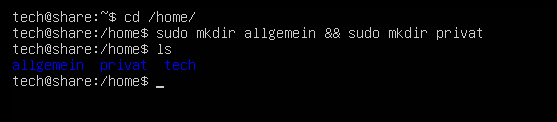 tech@share:~$ cd /home/
tech@share:/home$ sudo mkdir allgemein && sudo mkdir privat
tech@share:/home$ ls
allgemein  privat  tech
tech@share:/home$ _